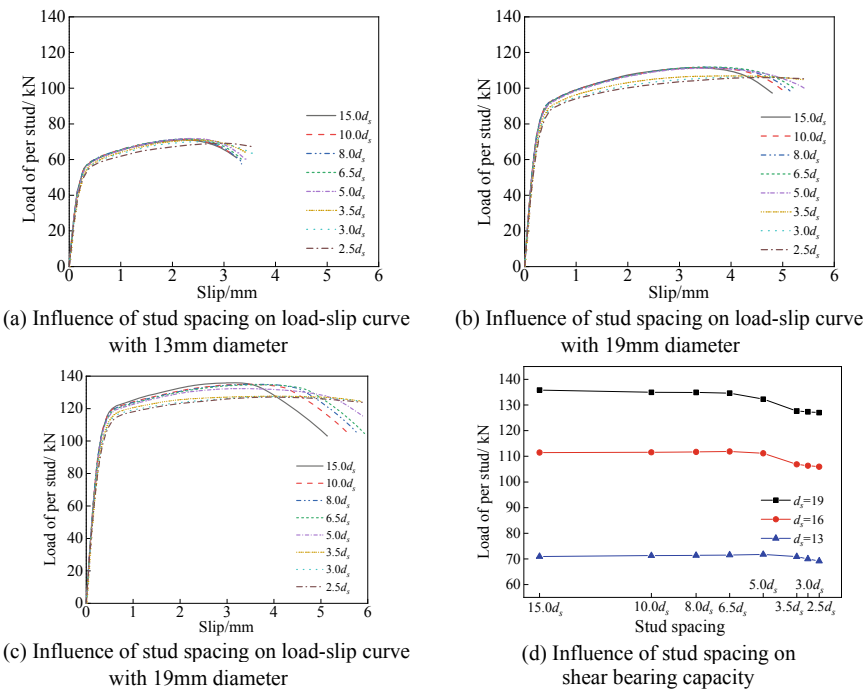 140
120
100
80
60
40
20
0
Load of per stud/ kN
15.0ds
10.0ds
8.0ds
6.5ds
5.0ds
3.5ds
3.0ds
2.5ds
0 1 2 3 4 5 6
Slip/mm
(a) Influence of stud spacing on load-slip curve
with 13mm diameter
140
120
100
80
60
40
20
0
Load of per stud/ kN
15.0ds
10.0ds
8.0ds
6.5ds
5.0ds
3.5ds
3.0ds
2.5ds
0 1 2 3 4 5 6
Slip/mm
(b) Influence of stud spacing on load-slip curve
with 19mm diameter
140
120
100
80
60
40
20
0
Load of per stud/ kN
15.0ds
10.0ds
8.0ds
6.5ds
5.0ds
3.5ds
3.0ds
2.5ds
0 1 2 3 4 5 6
Slip/mm
(c) Influence of stud spacing on load-slip curve
with 19mm diameter
140
130
120
110
100
90
80
70
60
Load of per stud/ kN
ds=19
ds=16
ds=13
5.0ds 3.0ds
15.0ds 10.0ds 8.0ds 6.5ds 3.5ds 2.5ds
Stud spacing
(d) Influence of stud spacing on
shear bearing capacity